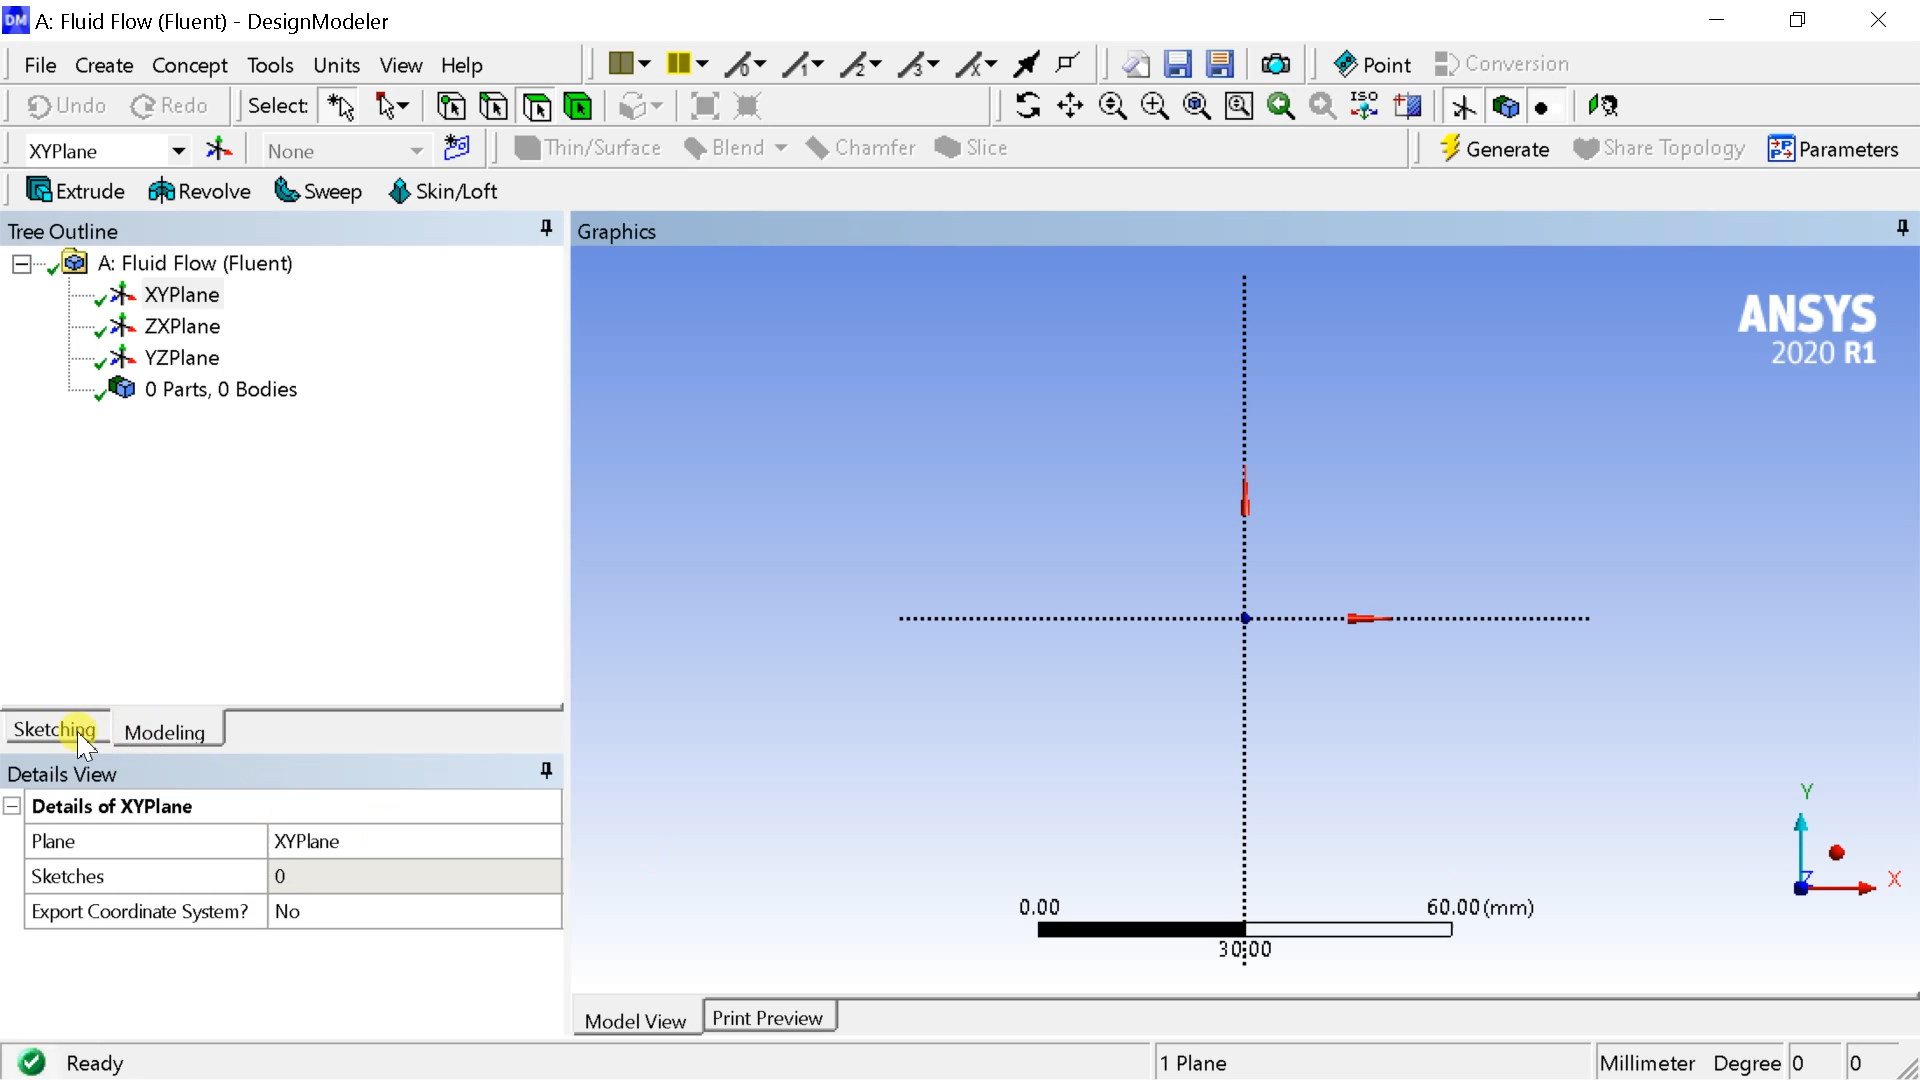 DM A: Fluid Flow (Fluent) - DesignModeler
File Create Concept Tools Units View Help
Point Conversion
Undo Redo Select: ISO
XYPlane None Thin/Surface Blend Chamfer Slice Generate Share Topology Parameters
Extrude Revolve Sweep Skin/Loft
Tree Outline
A: Fluid Flow (Fluent)
XYPlane
ZXPlane
YZPlane
0 Parts, 0 Bodies
Sketching Modeling
Details View
Details of XYPlane
Plane XYPlane
Sketches 0
Export Coordinate System? No
Graphics
ANSYS
2020 R1
Y
Z X
0.00 60.00 (mm)
30.00
Model View Print Preview
Ready 1 Plane Millimeter Degree 0 0